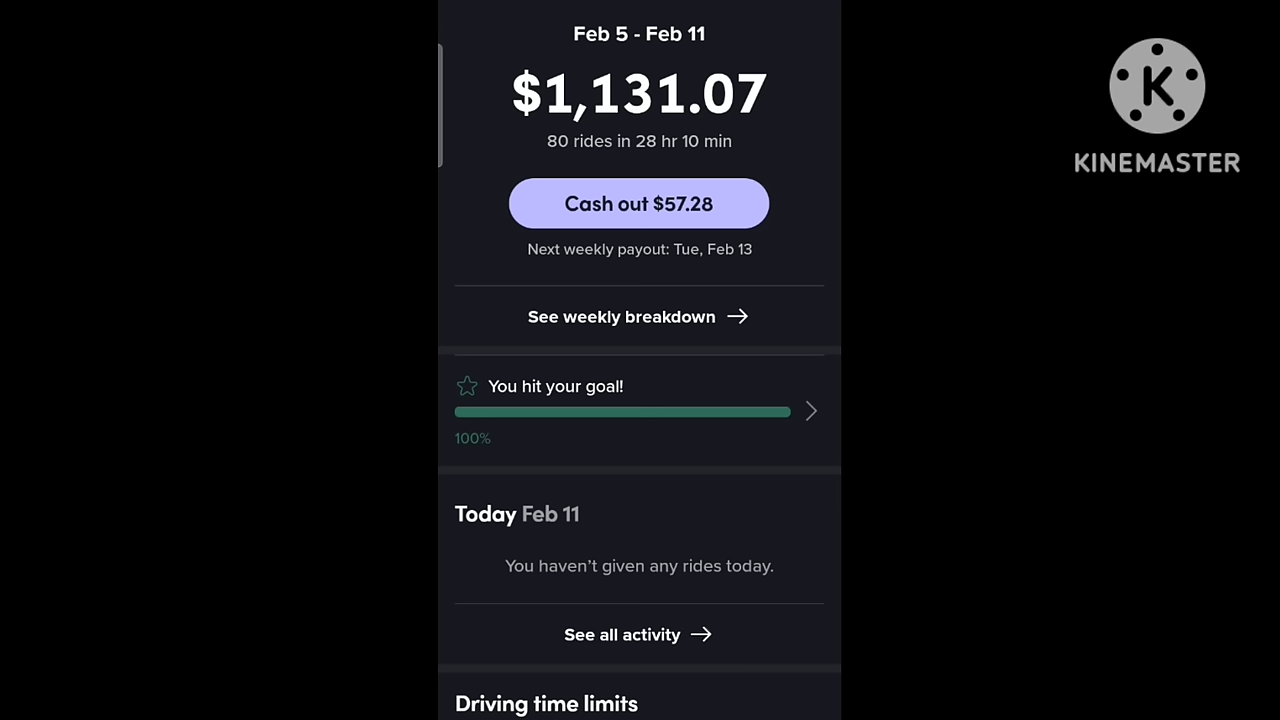 Feb 5 - Feb 11
$1,131.07
80 rides in 28 hr 10 min
Cash out $57.28
Next weekly payout: Tue, Feb 13
See weekly breakdown
You hit your goal!
100%
Today Feb 11
You haven't given any rides today.
See all activity
Driving time limits
K
KINEMASTER